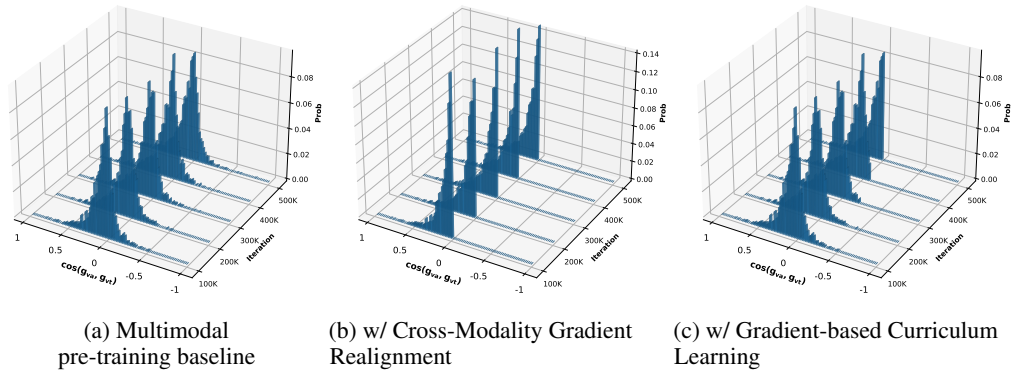 0.08
0.06
0.04
0.02
0.00
Prob
500K
400K
300K
200K
100K
Iteration
1
0.5
0
-0.5
-1
cos(gva, gvt)
0.14
0.12
0.10
0.08
0.06
0.04
0.02
0.00
Prob
500K
400K
300K
200K
100K
Iteration
1
0.5
0
-0.5
-1
cos(gva, gvt)
0.08
0.06
0.04
0.02
0.00
Prob
500K
400K
300K
200K
100K
Iteration
1
0.5
0
-0.5
-1
cos(gva, gvt)
(a) Multimodal
pre-training baseline
(b) w/ Cross-Modality Gradient
Realignment
(c) w/ Gradient-based Curriculum
Learning